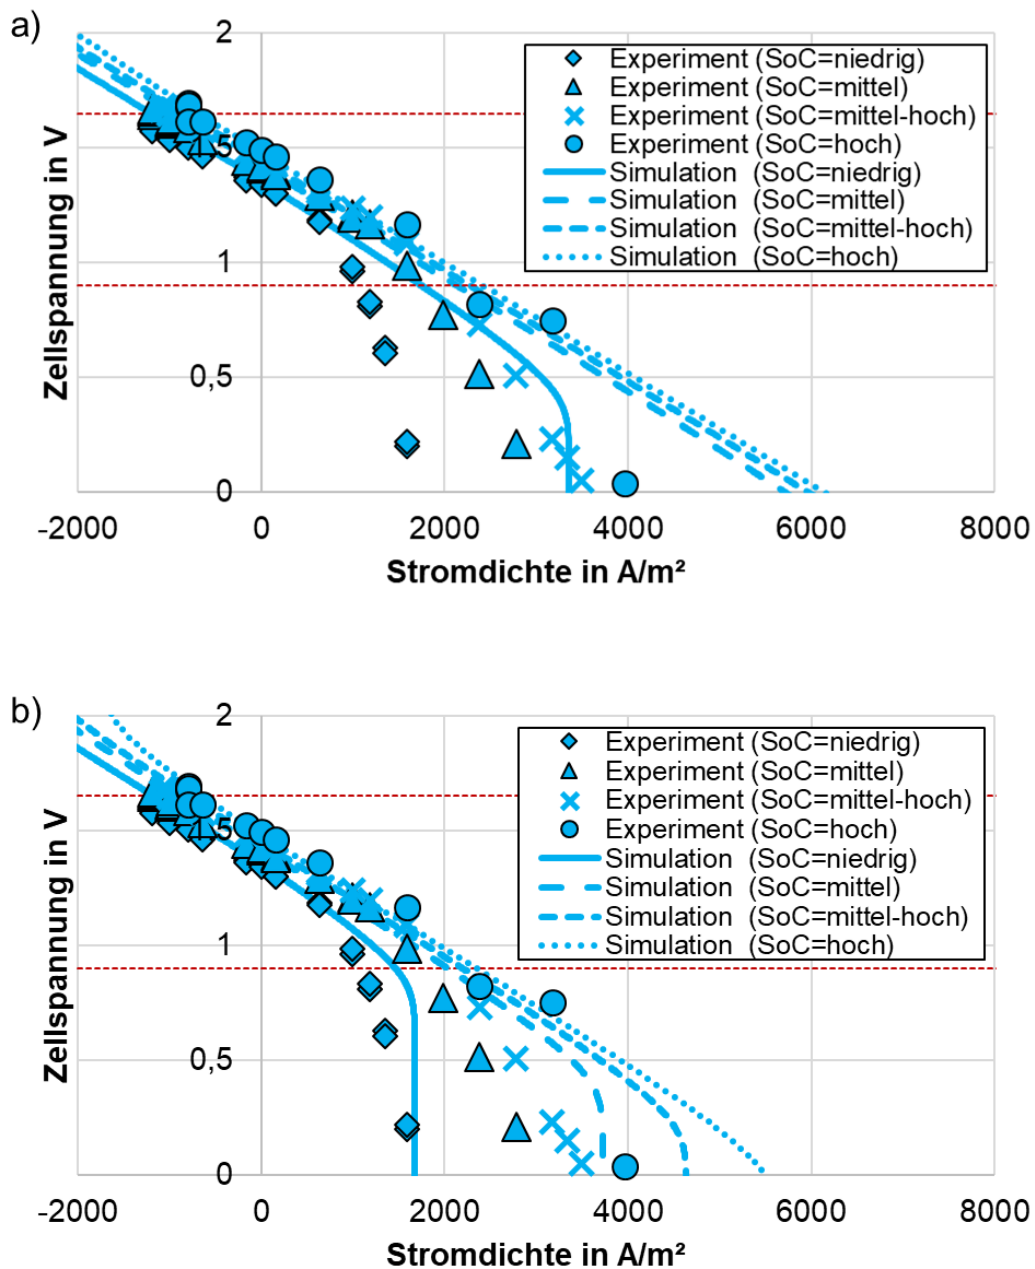 a)
2
Experiment (SoC=niedrig)
Experiment (SoC=mittel)
Experiment (SoC=mittel-hoch)
Experiment (SoC=hoch)
Simulation (SoC=niedrig)
Simulation (SoC=mittel)
Simulation (SoC=mittel-hoch)
Simulation (SoC=hoch)
Zellspannung in V
1
0,5
0
-2000 0 2000 4000 6000 8000
Stromdichte in A/m²
b)
2
Experiment (SoC=niedrig)
Experiment (SoC=mittel)
Experiment (SoC=mittel-hoch)
Experiment (SoC=hoch)
Simulation (SoC=niedrig)
Simulation (SoC=mittel)
Simulation (SoC=mittel-hoch)
Simulation (SoC=hoch)
Zellspannung in V
1
0,5
0
-2000 0 2000 4000 6000 8000
Stromdichte in A/m²